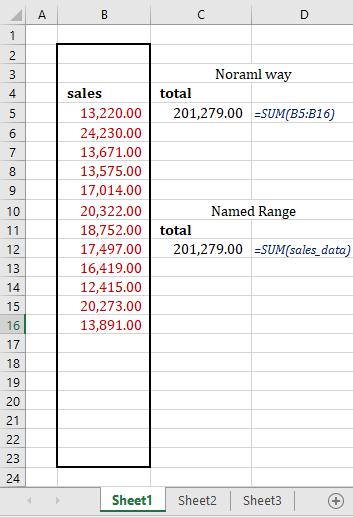 A B C D
1
2
3 Noraml way
4 sales total
5 13,220.00 201,279.00 =SUM(B5:B16)
6 24,230.00
7 13,671.00
8 13,575.00
9 17,014.00
10 20,322.00 Named Range
11 18,752.00 total
12 17,497.00 201,279.00 =SUM(sales_data)
13 16,419.00
14 12,415.00
15 20,273.00
16 13,891.00
17
18
19
20
21
22
23
24
Sheet1 Sheet2 Sheet3